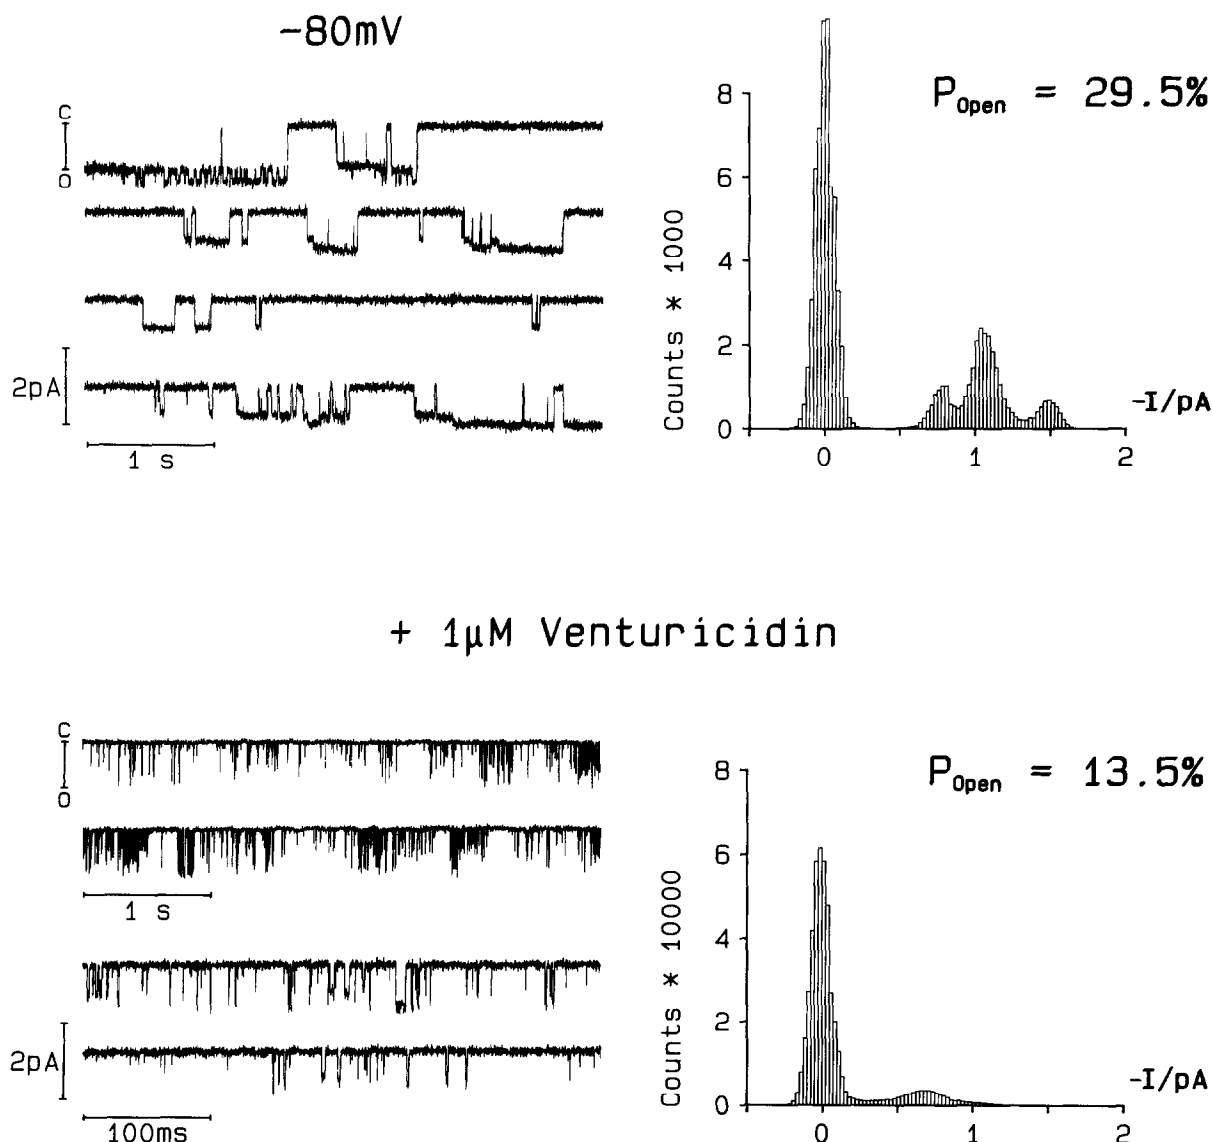 -80mV
C
O
2pA
1 s
P_Open = 29.5%
8
6
4
2
0
Counts * 1000
-I/pA
0 1 2
+ 1µM Venturicidin
C
O
1 s
2pA
100ms
P_Open = 13.5%
8
6
4
2
0
Counts * 10000
-I/pA
0 1 2